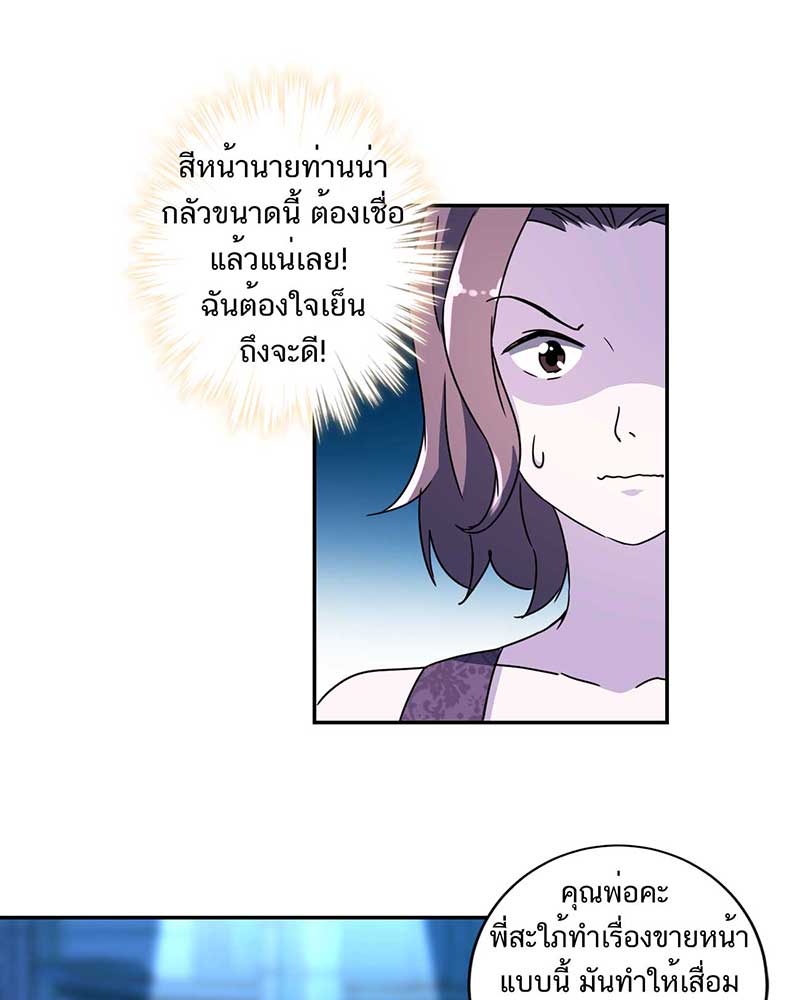 สีหน้านายท่านน่า
กลัวขนาดนี้ ต้องเชื่อ
แล้วแน่เลย!
ฉันต้องใจเย็น
ถึงจะดี!
คุณพ่อคะ
พี่สะใภ้ทำเรื่องขายหน้า
แบบนี้ มันทำให้เสื่อม